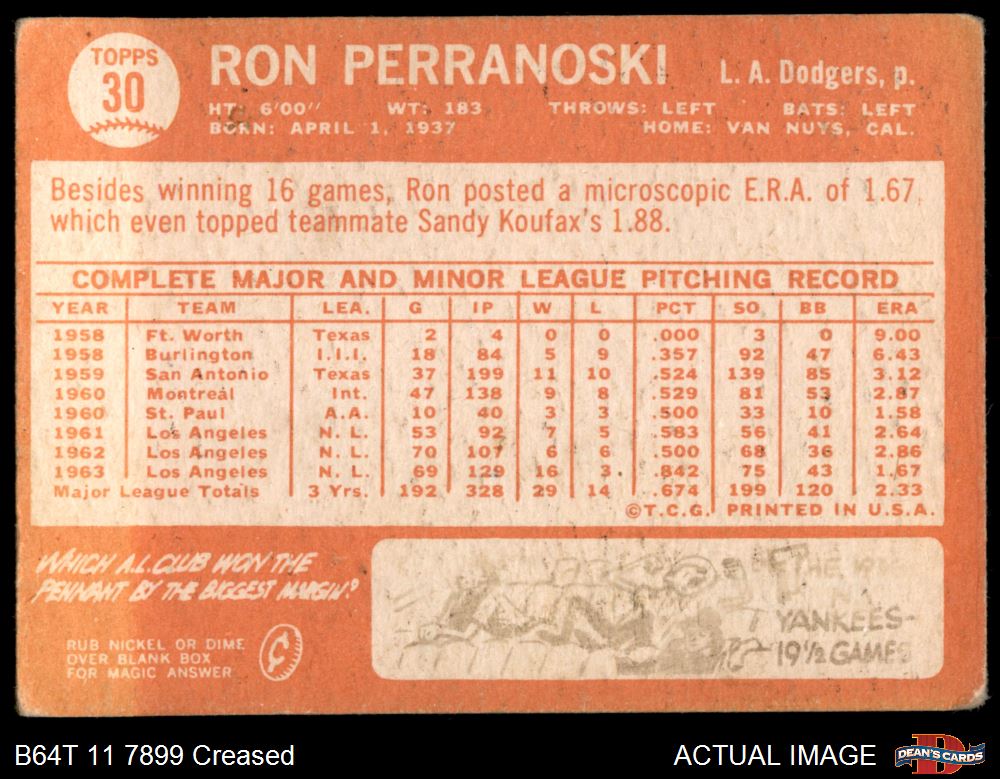 TOPPS
30
RON PERRANOSKI
L. A. Dodgers, p.
HT: 6'00" WT: 183 THROWS: LEFT BATS: LEFT
BORN: APRIL 1, 1937 HOME: VAN NUYS, CAL.
Besides winning 16 games, Ron posted a microscopic E.R.A. of 1.67,
which even topped teammate Sandy Koufax's 1.88.
COMPLETE MAJOR AND MINOR LEAGUE PITCHING RECORD
YEAR TEAM LEA. G IP W L PCT SO BB ERA
1958 Ft. Worth Texas 2 4 0 0 .000 3 0 9.00
1958 Burlington I.I.I. 18 84 5 9 .357 92 47 6.43
1959 San Antonio Texas 37 199 11 10 .524 139 85 3.12
1960 Montreal Int. 47 138 9 8 .529 81 53 2.87
1960 St. Paul A.A. 10 40 3 3 .500 33 10 1.58
1961 Los Angeles N. L. 53 92 7 5 .583 56 41 2.64
1962 Los Angeles N. L. 70 107 6 6 .500 68 36 2.86
1963 Los Angeles N. L. 69 129 16 3 .842 75 43 1.67
Major League Totals 3 Yrs. 192 328 29 14 .674 199 120 2.33
©T.C.G. PRINTED IN U.S.A.
WHICH A.L. CLUB WON THE
PENNANT BY THE BIGGEST MARGIN?
RUB NICKEL OR DIME
OVER BLANK BOX
FOR MAGIC ANSWER
THE
YANKEES-
19½ GAMES
B64T 11 7899 Creased
ACTUAL IMAGE
DEAN'S CARDS